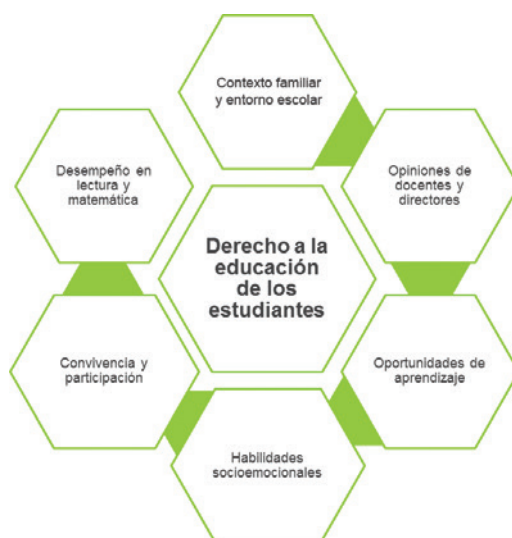 Contexto familiar
y entorno escolar
Opiniones de
docentes y
directores
Oportunidades de
aprendizaje
Habilidades
socioemocionales
Convivencia y
participación
Desempeño en
lectura y
matemática
Derecho a la
educación
de los
estudiantes